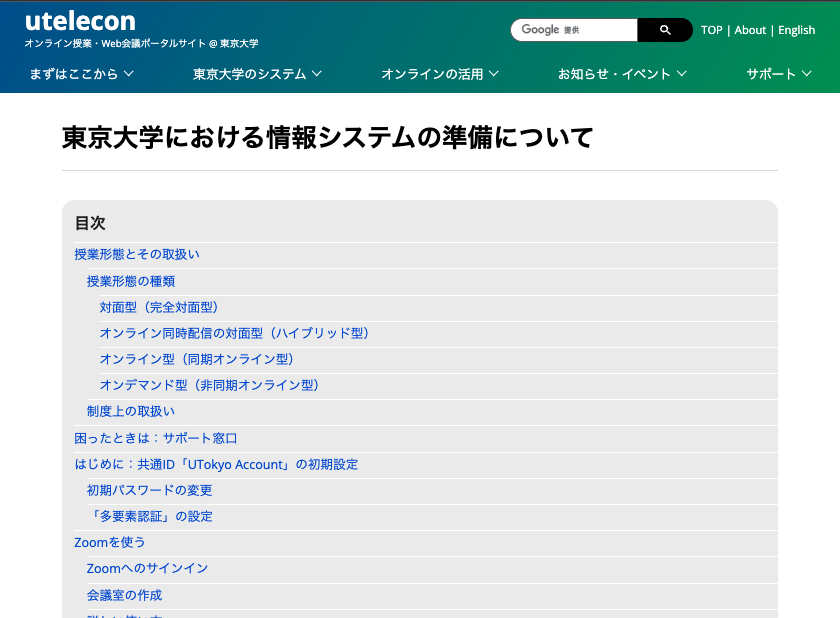 utelecon
オンライン授業・Web会議ポータルサイト @ 東京大学
Google 提供
TOP | About | English
まずはここから 東京大学のシステム オンラインの活用 お知らせ・イベント サポート
東京大学における情報システムの準備について
目次
授業形態とその取扱い
授業形態の種類
対面型（完全対面型）
オンライン同時配信の対面型（ハイブリッド型）
オンライン型（同期オンライン型）
オンデマンド型（非同期オンライン型）
制度上の取扱い
困ったときは：サポート窓口
はじめに：共通ID「UTokyo Account」の初期設定
初期パスワードの変更
「多要素認証」の設定
Zoomを使う
Zoomへのサインイン
会議室の作成